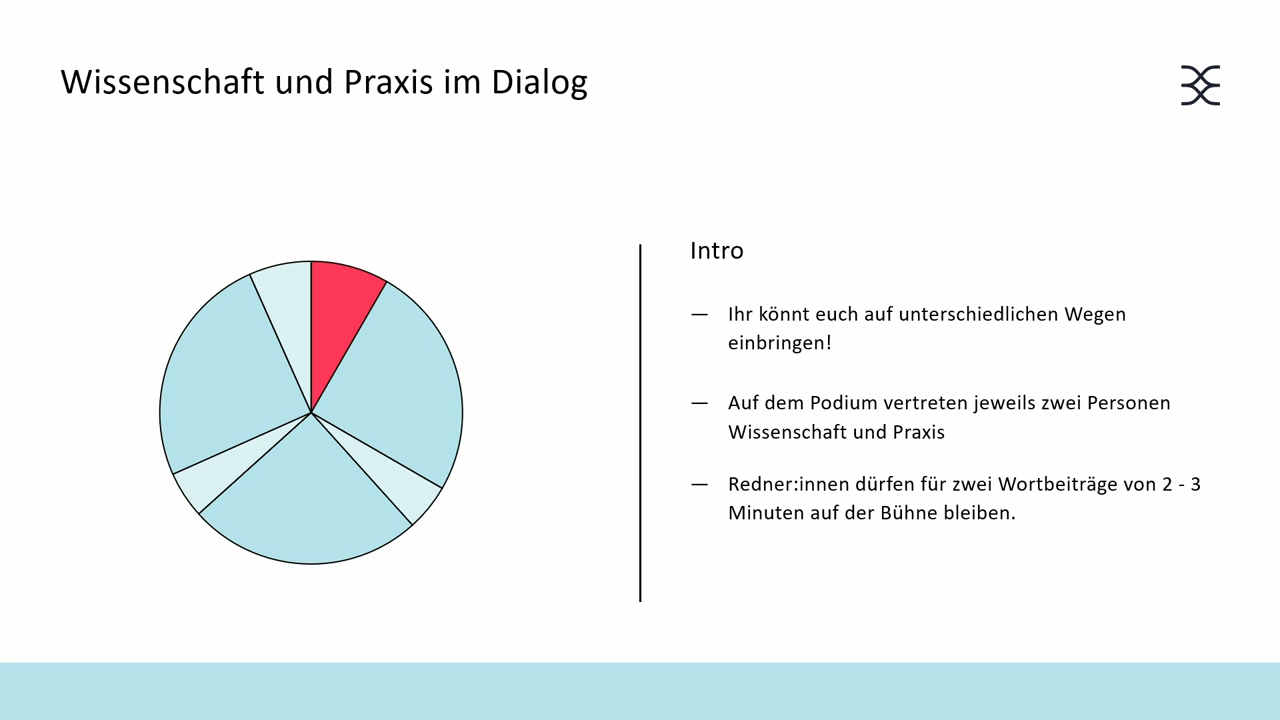 Wissenschaft und Praxis im Dialog
Intro
— Ihr könnt euch auf unterschiedlichen Wegen
einbringen!
— Auf dem Podium vertreten jeweils zwei Personen
Wissenschaft und Praxis
— Redner:innen dürfen für zwei Wortbeiträge von 2 - 3
Minuten auf der Bühne bleiben.